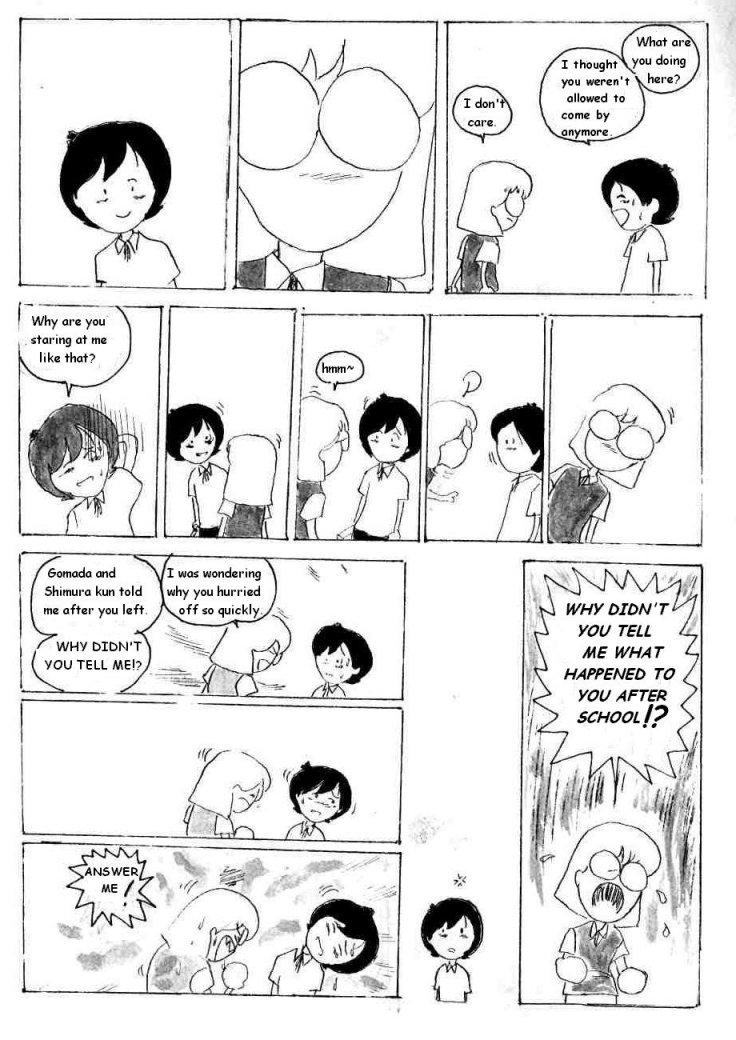 What are
you doing
here?
I thought
you weren't
allowed to
come by
anymore.
I don't
care.
hmm~
Why are you
staring at me
like that?
WHY DIDN'T
YOU TELL
ME WHAT
HAPPENED TO
YOU AFTER
SCHOOL!?
I was wondering
why you hurried
off so quickly.
Gomada and
Shimura kun told
me after you left.
WHY DIDN'T
YOU TELL ME!?
ANSWER
ME!